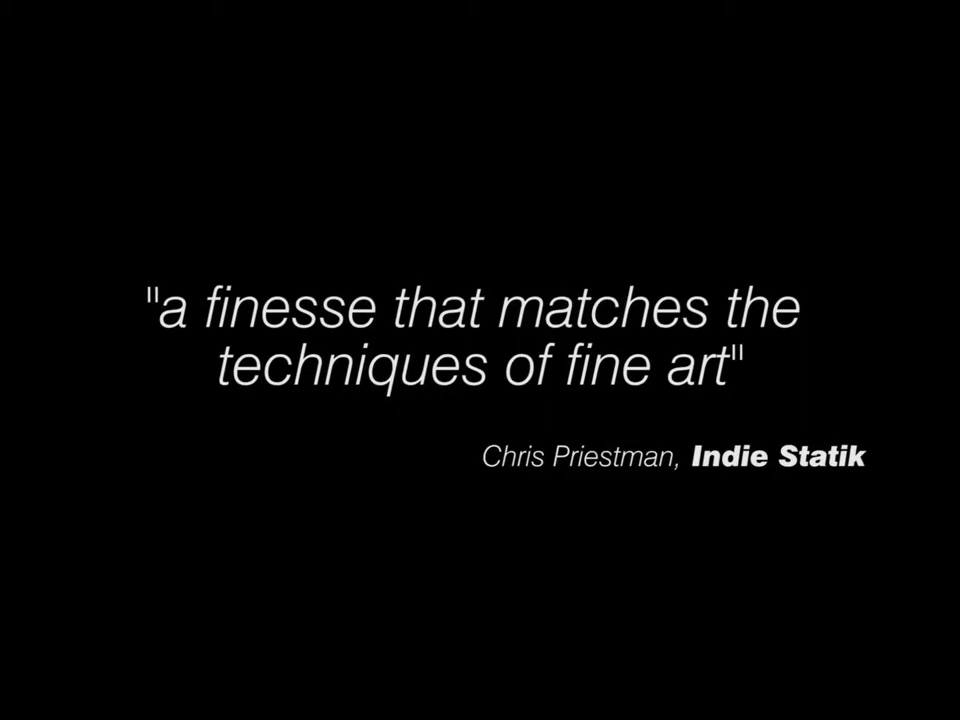 "a finesse that matches the
techniques of fine art"
Chris Priestman, Indie Statik